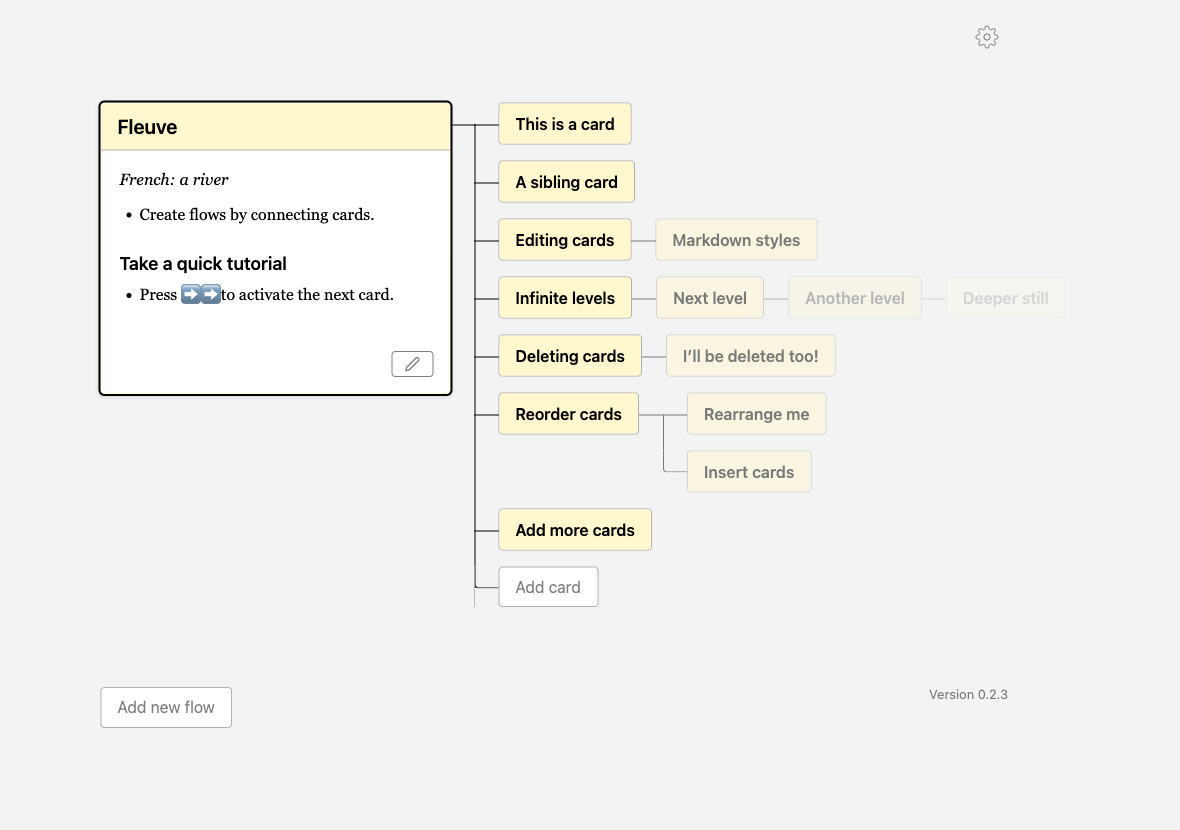 Fleuve
French: a river
• Create flows by connecting cards.
Take a quick tutorial
• Press ➡️➡️to activate the next card.
This is a card
A sibling card
Editing cards
Markdown styles
Infinite levels
Next level
Another level
Deeper still
Deleting cards
I’ll be deleted too!
Reorder cards
Rearrange me
Insert cards
Add more cards
Add card
Add new flow
Version 0.2.3